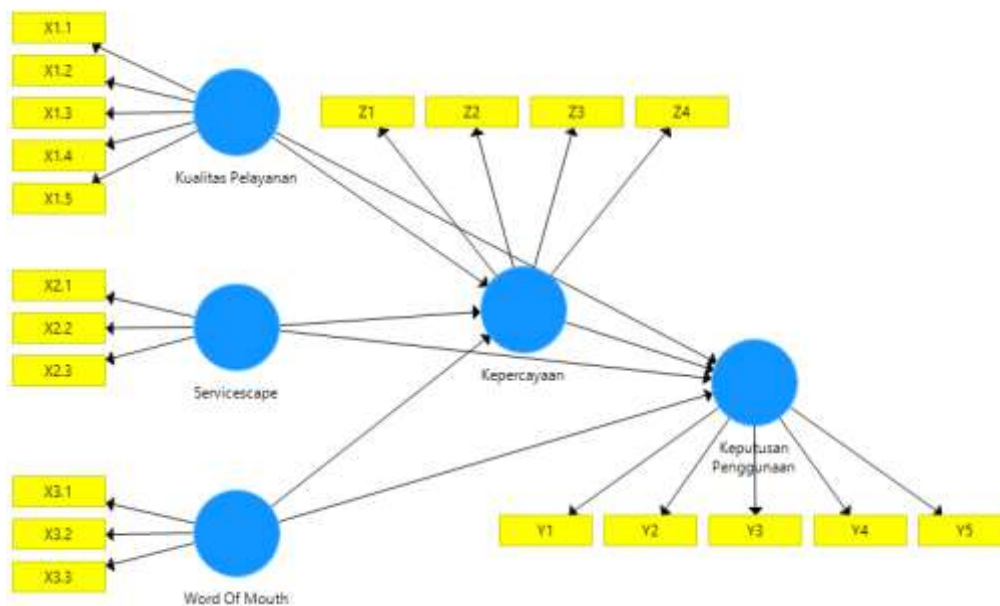 X1.1
X1.2
X1.3
X1.4
X1.5
Kualitas Pelayanan
Z1
Z2
Z3
Z4
X2.1
X2.2
X2.3
Servicescape
Kepercayaan
Keputusan
Penggunaan
X3.1
X3.2
X3.3
Word Of Mouth
Y1
Y2
Y3
Y4
Y5